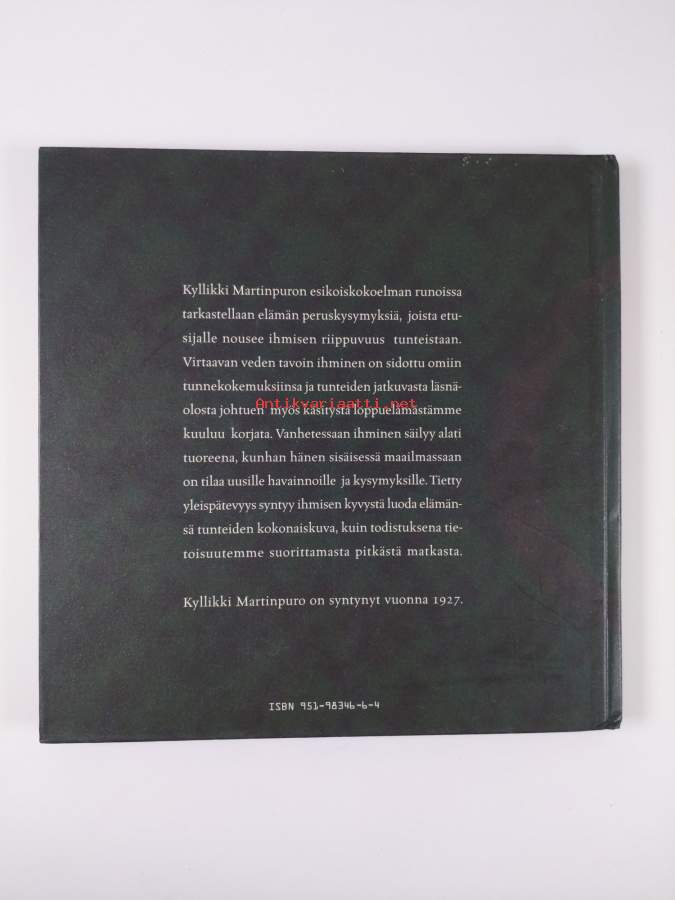 Kyllikki Martinpuron esikoiskokoelman runoissa
tarkastellaan elämän peruskysymyksiä, joista etu-
sijalle nousee ihmisen riippuvuus tunteistaan.
Virtaavan veden tavoin ihminen on sidottu omiin
tunnekokemuksiinsa ja tunteiden jatkuvasta läsnä-
Antikvariaatti.net
olosta johtuen myös käsitystä loppuelämästämme
kuuluu korjata. Vanhetessaan ihminen säilyy alati
tuoreena, kunhan hänen sisäisessä maailmassaan
on tilaa uusille havainnoille ja kysymyksille. Tietty
yleispätevyys syntyy ihmisen kyvystä luoda elämän-
sä tunteiden kokonaiskuva, kuin todistuksena tie-
toisuutemme suorittamasta pitkästä matkasta.
Kyllikki Martinpuro on syntynyt vuonna 1927.
ISBN 951-98346-6-4